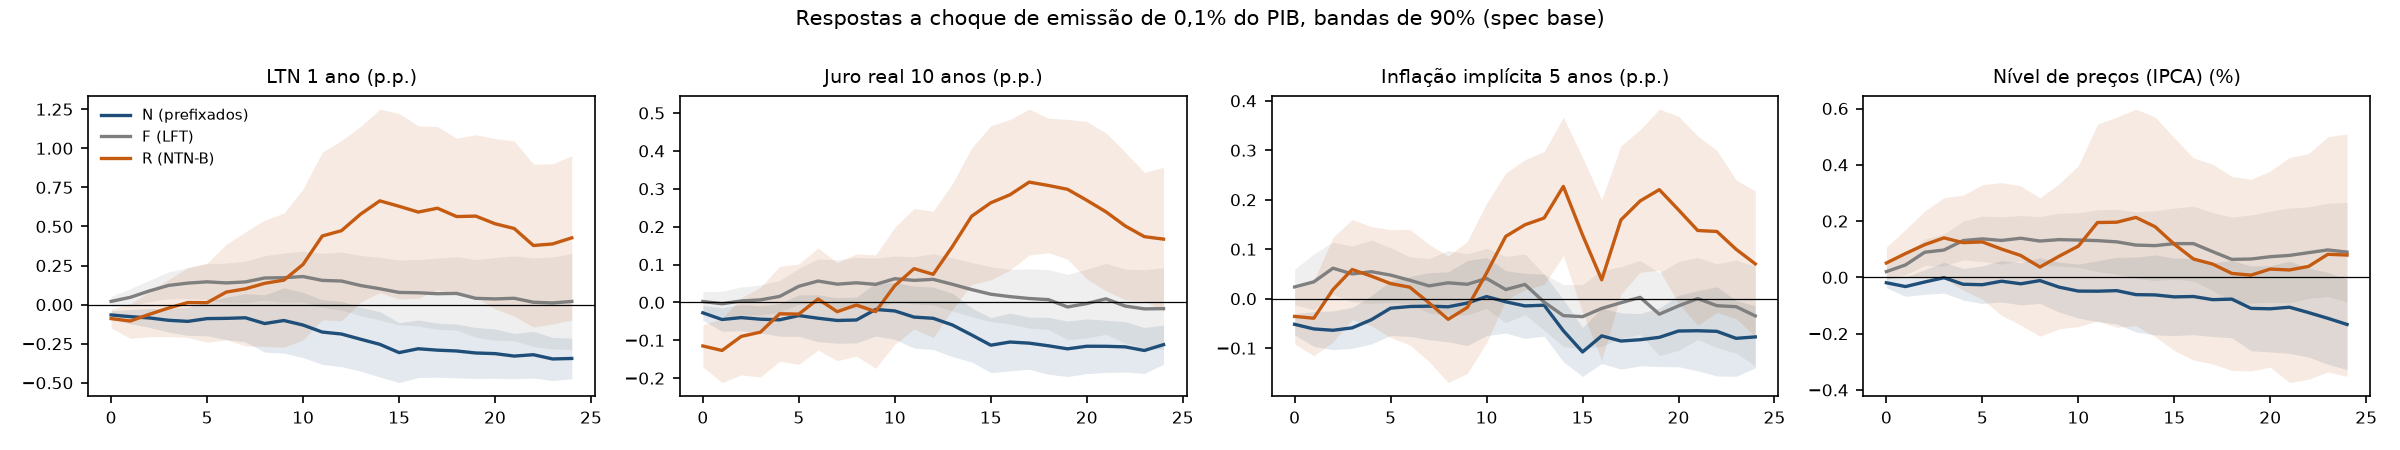 Respostas a choque de emissão de 0,1% do PIB, bandas de 90% (spec base)
LTN 1 ano (p.p.)
1.25
1.00
0.75
0.50
0.25
0.00
−0.25
−0.50
N (prefixados)
F (LFT)
R (NTN-B)
0 5 10 15 20 25
Juro real 10 anos (p.p.)
0.5
0.4
0.3
0.2
0.1
0.0
−0.1
−0.2
0 5 10 15 20 25
Inflação implícita 5 anos (p.p.)
0.4
0.3
0.2
0.1
0.0
−0.1
0 5 10 15 20 25
Nível de preços (IPCA) (%)
0.6
0.4
0.2
0.0
−0.2
−0.4
0 5 10 15 20 25